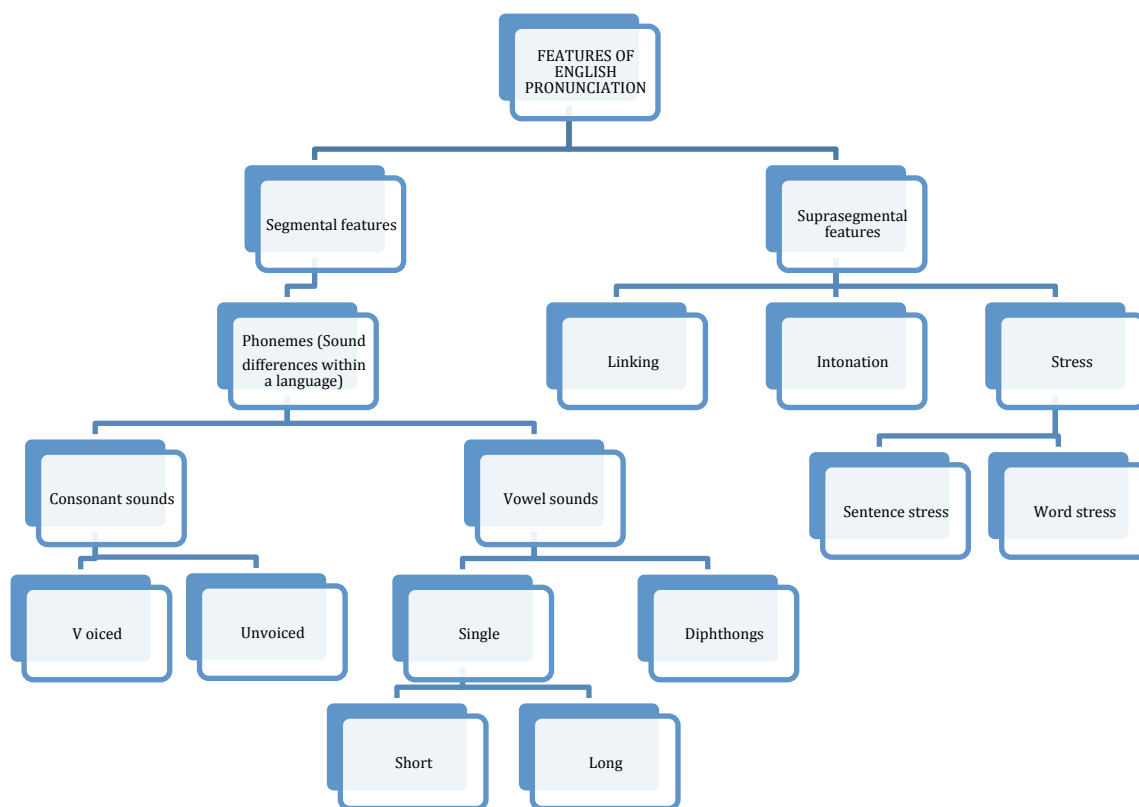 FEATURES OF
ENGLISH
PRONUNCIATION
Segmental features
Suprasegmental
features
Phonemes (Sound
differences within
a language)
Linking
Intonation
Stress
Consonant sounds
Vowel sounds
Sentence stress
Word stress
V oiced
Unvoiced
Single
Diphthongs
Short
Long